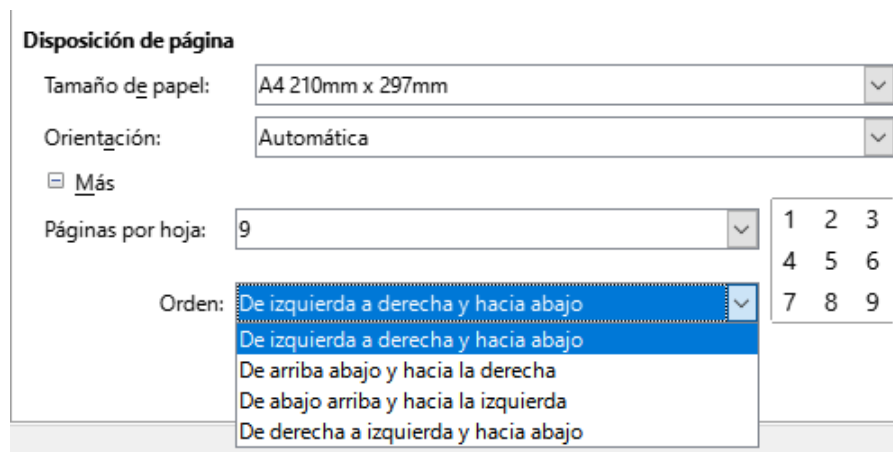 Disposición de página
Tamaño de papel: A4 210mm x 297mm
Orientación: Automática
Más
Páginas por hoja: 9
1 2 3
4 5 6
7 8 9
Orden: De izquierda a derecha y hacia abajo
De izquierda a derecha y hacia abajo
De arriba abajo y hacia la derecha
De abajo arriba y hacia la izquierda
De derecha a izquierda y hacia abajo